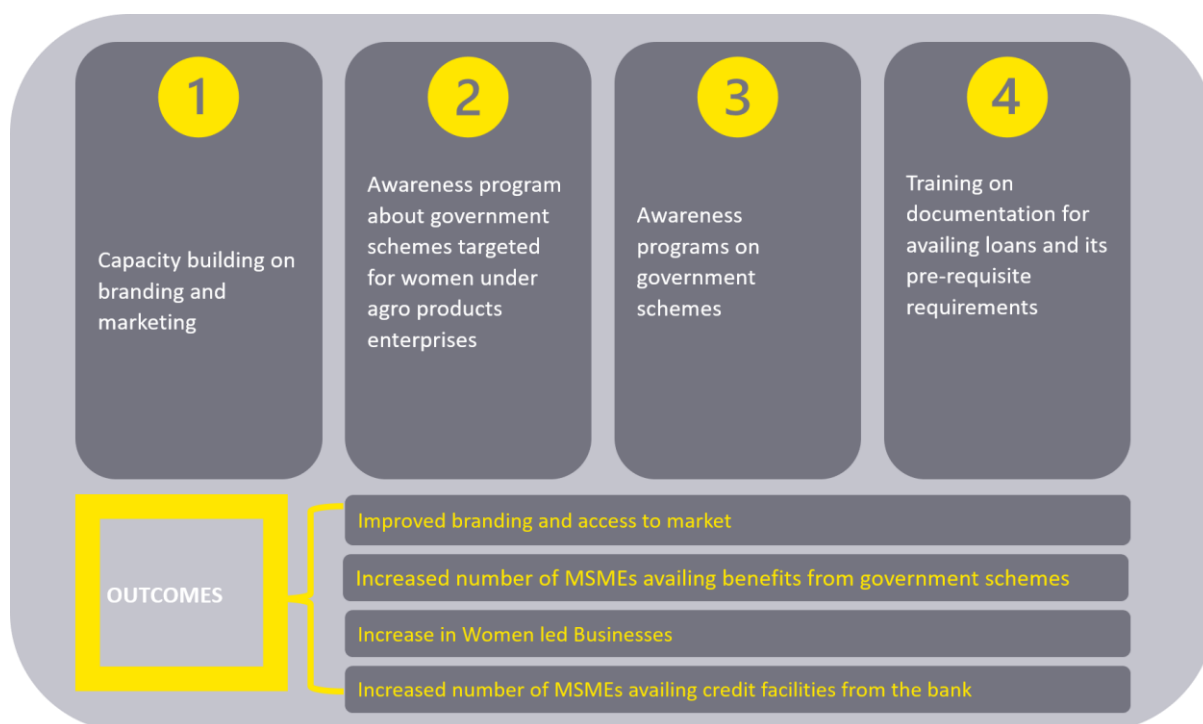 1
Capacity building on
branding and
marketing
2
Awareness program
about government
schemes targeted
for women under
agro products
enterprises
3
Awareness
programs on
government
schemes
4
Training on
documentation for
availing loans and its
pre-requisite
requirements
OUTCOMES
Improved branding and access to market
Increased number of MSMEs availing benefits from government schemes
Increase in Women led Businesses
Increased number of MSMEs availing credit facilities from the bank